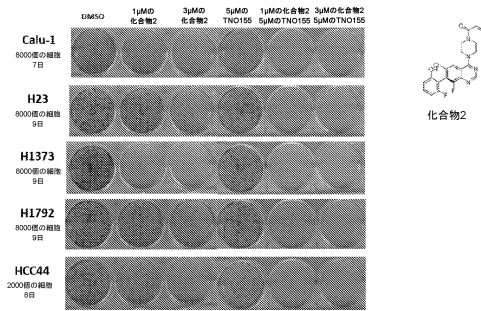 DMSO
1μMの
化合物2
3μMの
化合物2
5μMの
TNO155
1μMの化合物2
5μMのTNO155
3μMの化合物2
5μMのTNO155
Calu-1
8000個の細胞
7日
H23
8000個の細胞
9日
H1373
8000個の細胞
9日
H1792
8000個の細胞
9日
HCC44
2000個の細胞
8日
F
F
N
N
N
N
化合物2